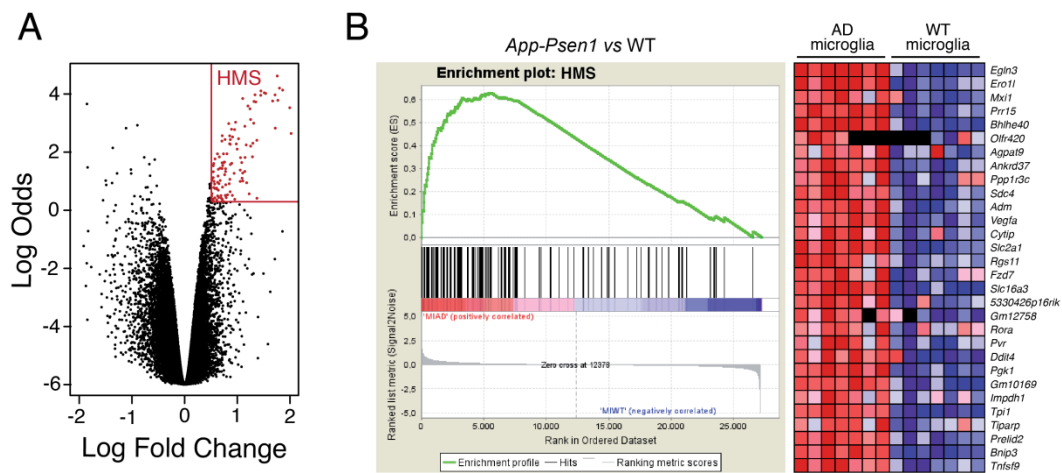 A
HMS
4
2
0
-2
-4
-6
Log Odds
-2
-1
0
1
2
Log Fold Change
B
App-Psen1 vs WT
Enrichment plot: HMS
0,6
0,5
0,4
0,3
0,2
0,1
0,0
Enrichment score (ES)
'MIAD' (positively correlated)
5,0
2,5
0,0
-2,5
-5,0
Ranked list metric (Signal2Noise)
Zero cross at 12378
'MIWT' (negatively correlated)
0
5.000
10.000
15.000
20.000
25.000
Rank in Ordered Dataset
Enrichment profile
Hits
Ranking metric scores
AD
microglia
WT
microglia
Egln3
Ero1l
Mxi1
Prr15
Bhlhe40
Olfr420
Agpat9
Ankrd37
Ppp1r3c
Sdc4
Adm
Vegfa
Cytip
Slc2a1
Rgs11
Fzd7
Slc16a3
5330426p16rik
Gm12758
Rora
Pvr
Ddit4
Pgk1
Gm10169
Impdh1
Tpi1
Tiparp
Prelid2
Bnip3
Tnfsf9